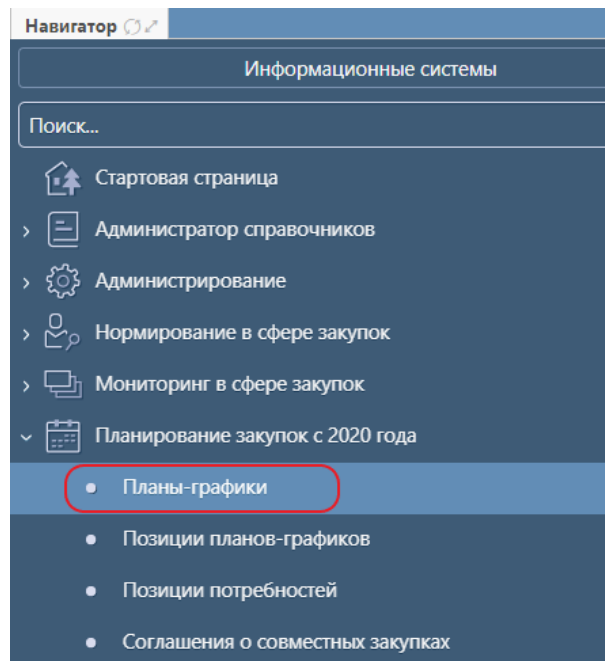 Навигатор
Информационные системы
Поиск...
Стартовая страница
Администратор справочников
Администрирование
Нормирование в сфере закупок
Мониторинг в сфере закупок
Планирование закупок с 2020 года
Планы-графики
Позиции планов-графиков
Позиции потребностей
Соглашения о совместных закупках